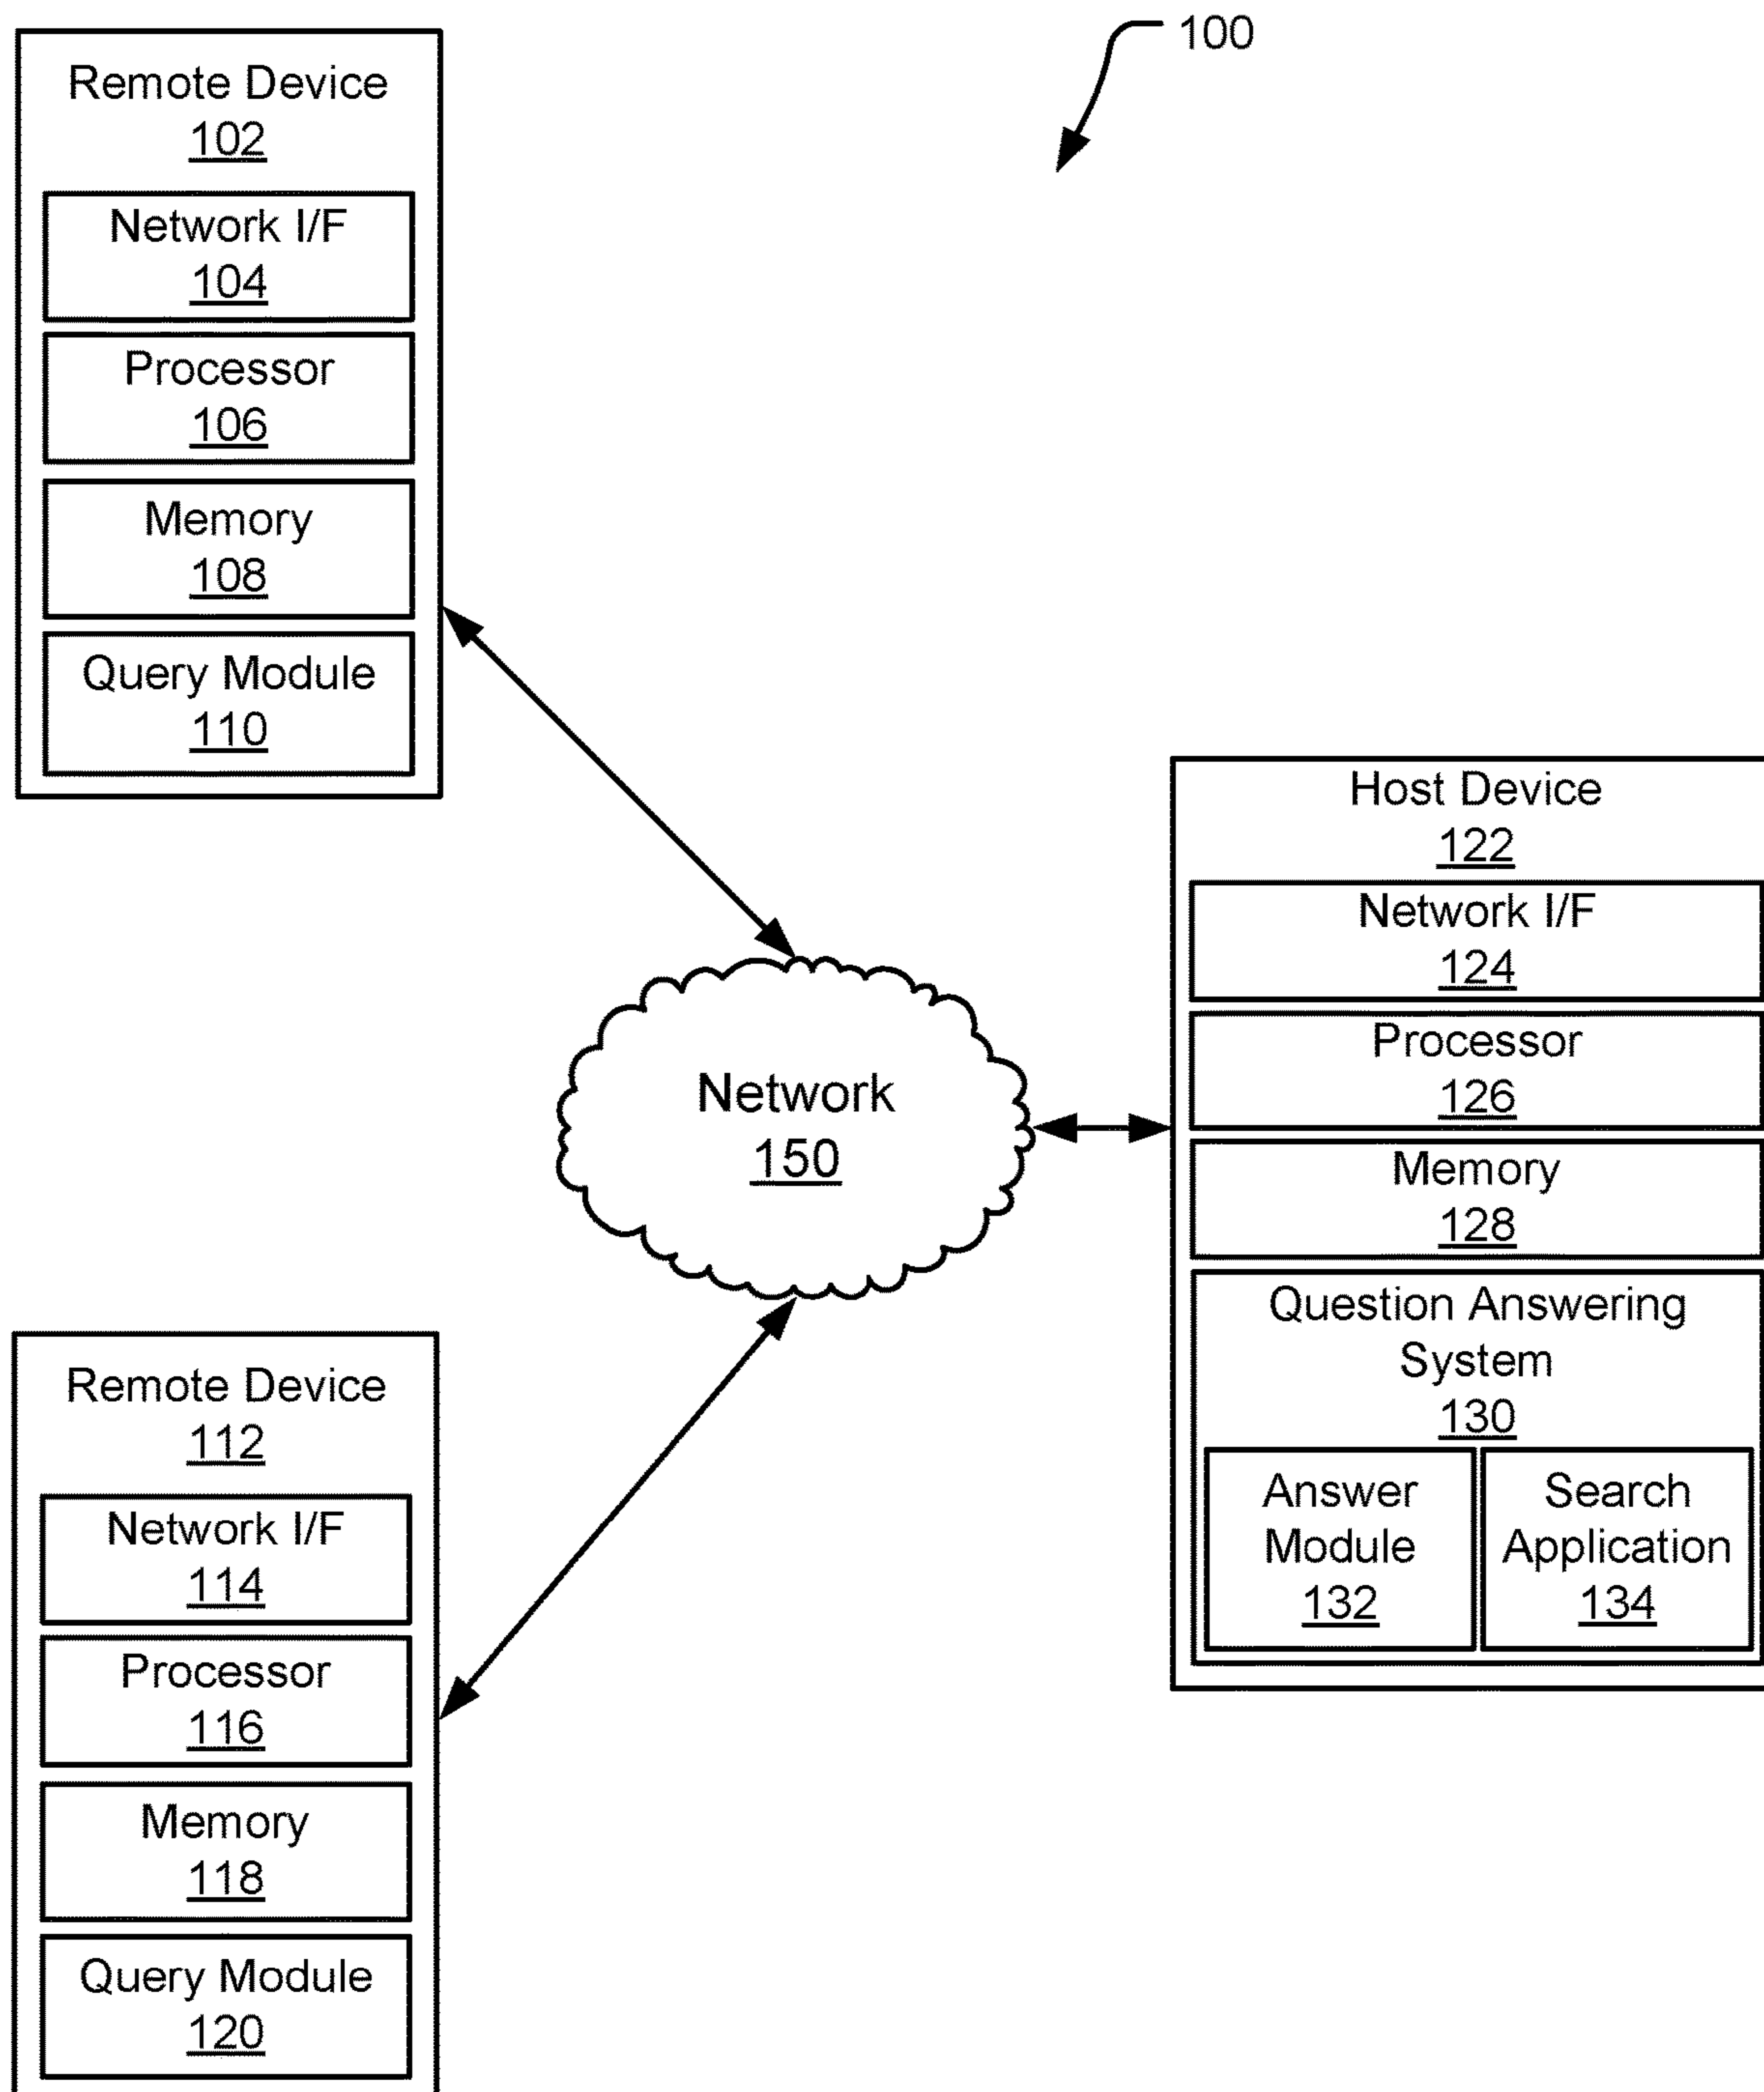 100
Remote Device
102
Network I/F
104
Processor
106
Memory
108
Query Module
110
Host Device
122
Network I/F
124
Processor
126
Memory
128
Question Answering
System
130
Answer
Module
132
Search
Application
134
Network
150
Remote Device
112
Network I/F
114
Processor
116
Memory
118
Query Module
120